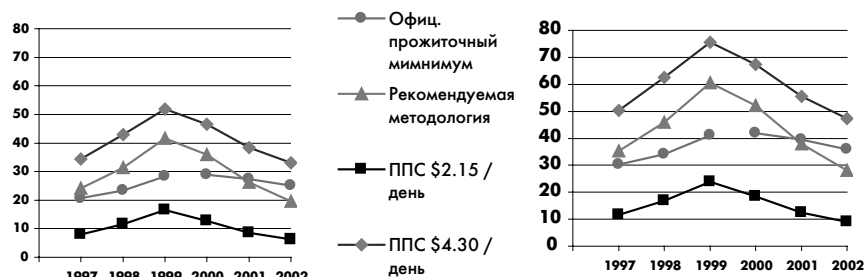 80
70
60
50
40
30
20
10
0
1997 1998 1999 2000 2001 2002
Офиц.
прожиточный
мимнимум
Рекомендуемая
методология
ППС $2.15 /
день
ППС $4.30 /
день
80
70
60
50
40
30
20
10
0
1997 1998 1999 2000 2001 2002